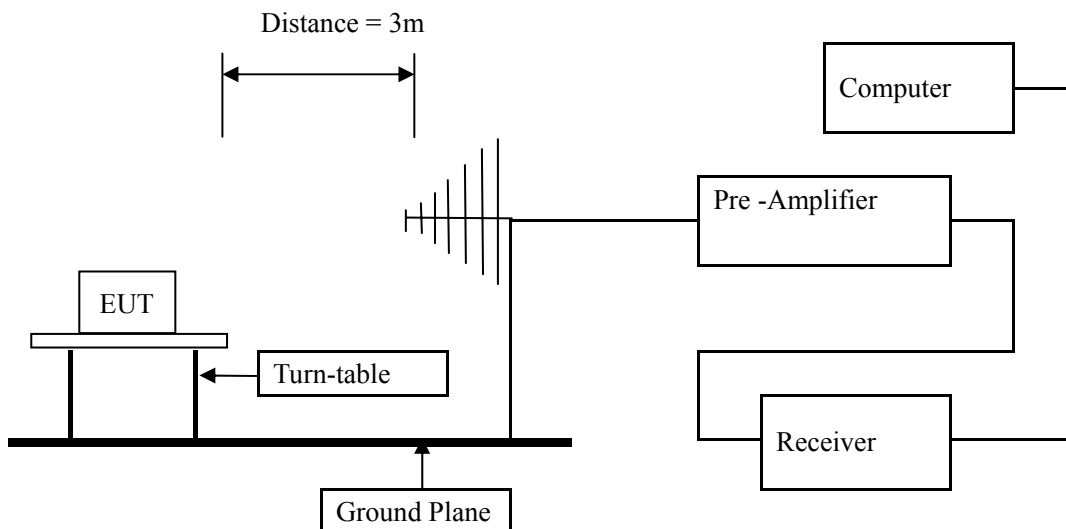 Distance = 3m
Computer
Pre -Amplifier
EUT
Turn-table
Receiver
Ground Plane